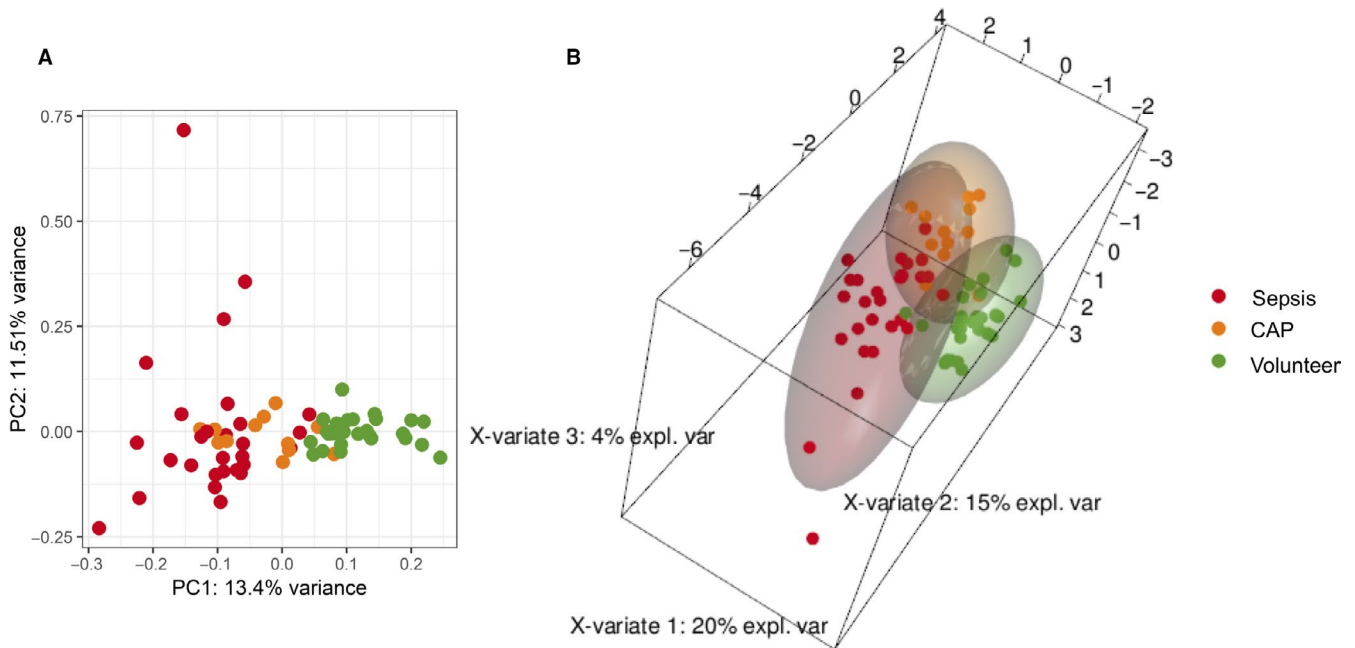 A
B
0.75
0.50
0.25
0.00
−0.25
−0.3
−0.2
−0.1
0.0
0.1
0.2
PC2: 11.51% variance
PC1: 13.4% variance
4
2
0
−2
−4
−6
2
1
0
−1
−2
−3
−2
−1
0
1
2
3
X-variate 3: 4% expl. var
X-variate 2: 15% expl. var
X-variate 1: 20% expl. var
Sepsis
CAP
Volunteer